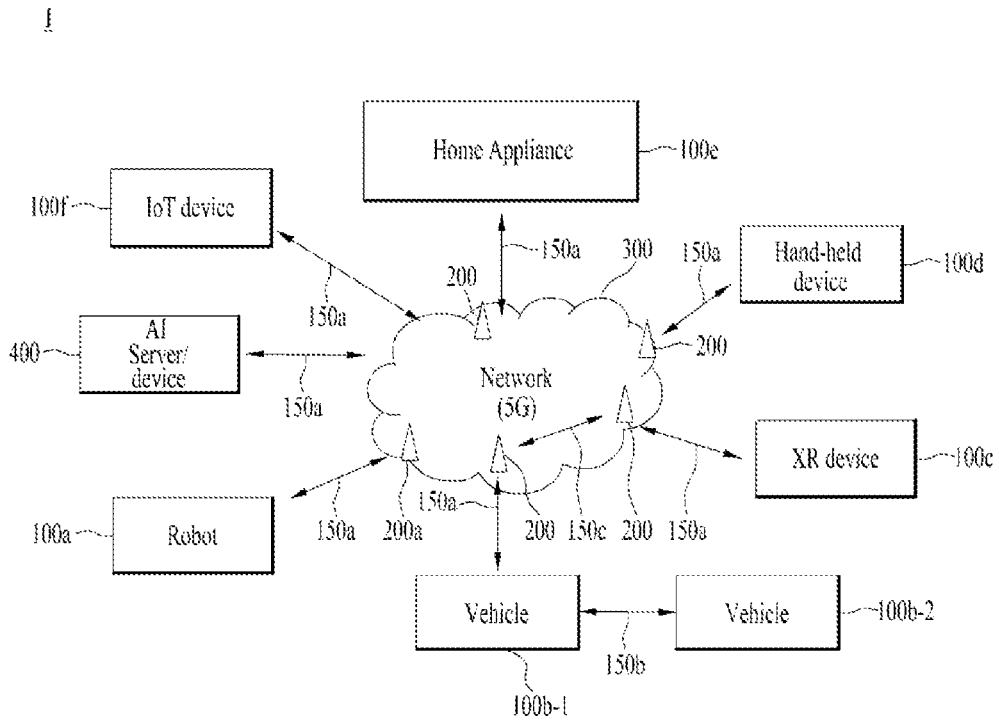 1
Home Appliance
100e
100f
IoT device
150a
300
150a
Hand-held
device
100d
200
150a
400
AI
Server/
device
150a
200
Network
(5G)
XR device
100c
150a
100a
Robot
150a
200a
200
150c
200
150a
Vehicle
Vehicle
100b-2
150b
100b-1